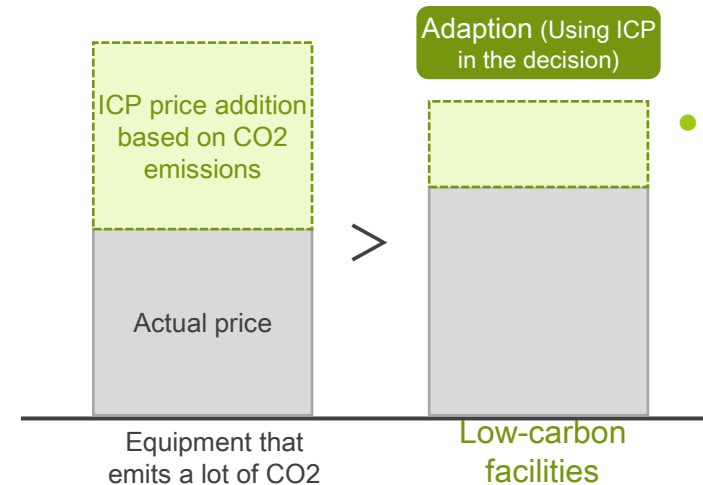 Adaption (Using ICP
in the decision)
ICP price addition
based on CO2
emissions
>
Actual price
Equipment that
emits a lot of CO2
Low-carbon
facilities